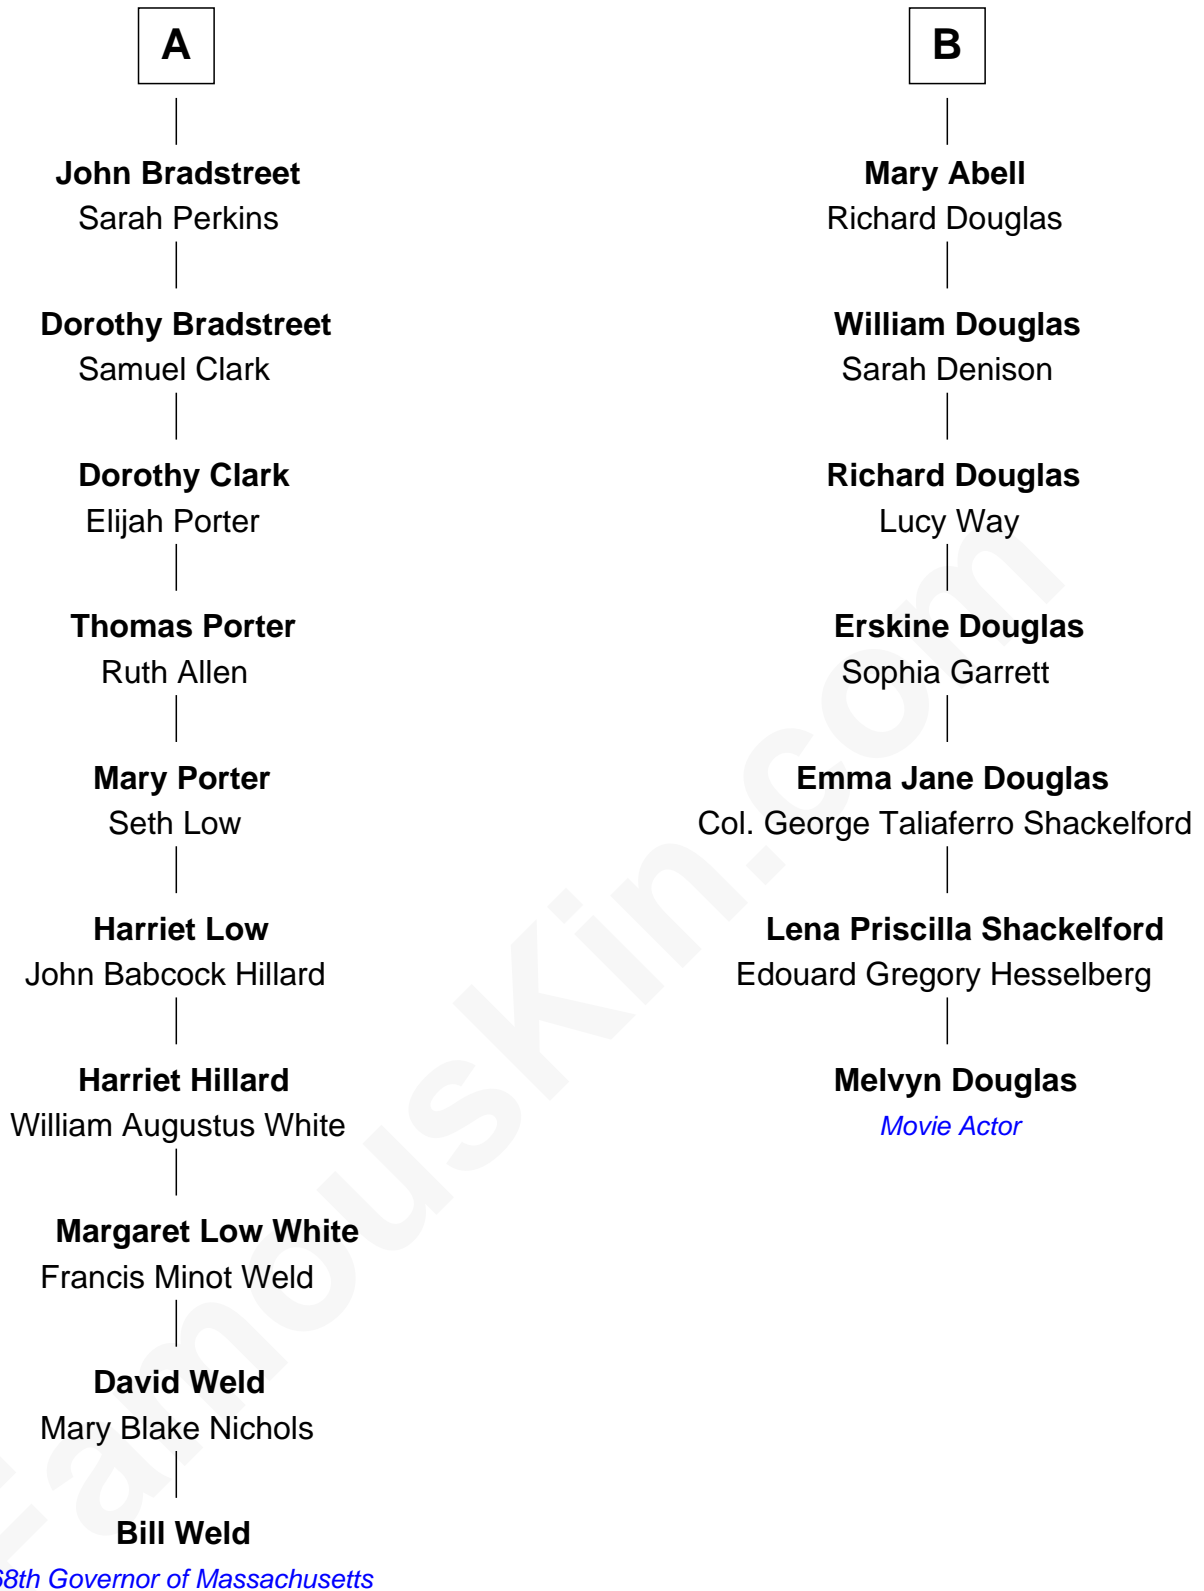 A
John Bradstreet
Sarah Perkins
Dorothy Bradstreet
Samuel Clark
Dorothy Clark
Elijah Porter
Thomas Porter
Ruth Allen
Mary Porter
Seth Low
Harriet Low
John Babcock Hillard
Harriet Hillard
William Augustus White
Margaret Low White
Francis Minot Weld
David Weld
Mary Blake Nichols
Bill Weld
68th Governor of Massachusetts
B
Mary Abell
Richard Douglas
William Douglas
Sarah Denison
Richard Douglas
Lucy Way
Erskine Douglas
Sophia Garrett
Emma Jane Douglas
Col. George Taliaferro Shackelford
Lena Priscilla Shackelford
Edouard Gregory Hesselberg
Melvyn Douglas
Movie Actor
FamousKin.com